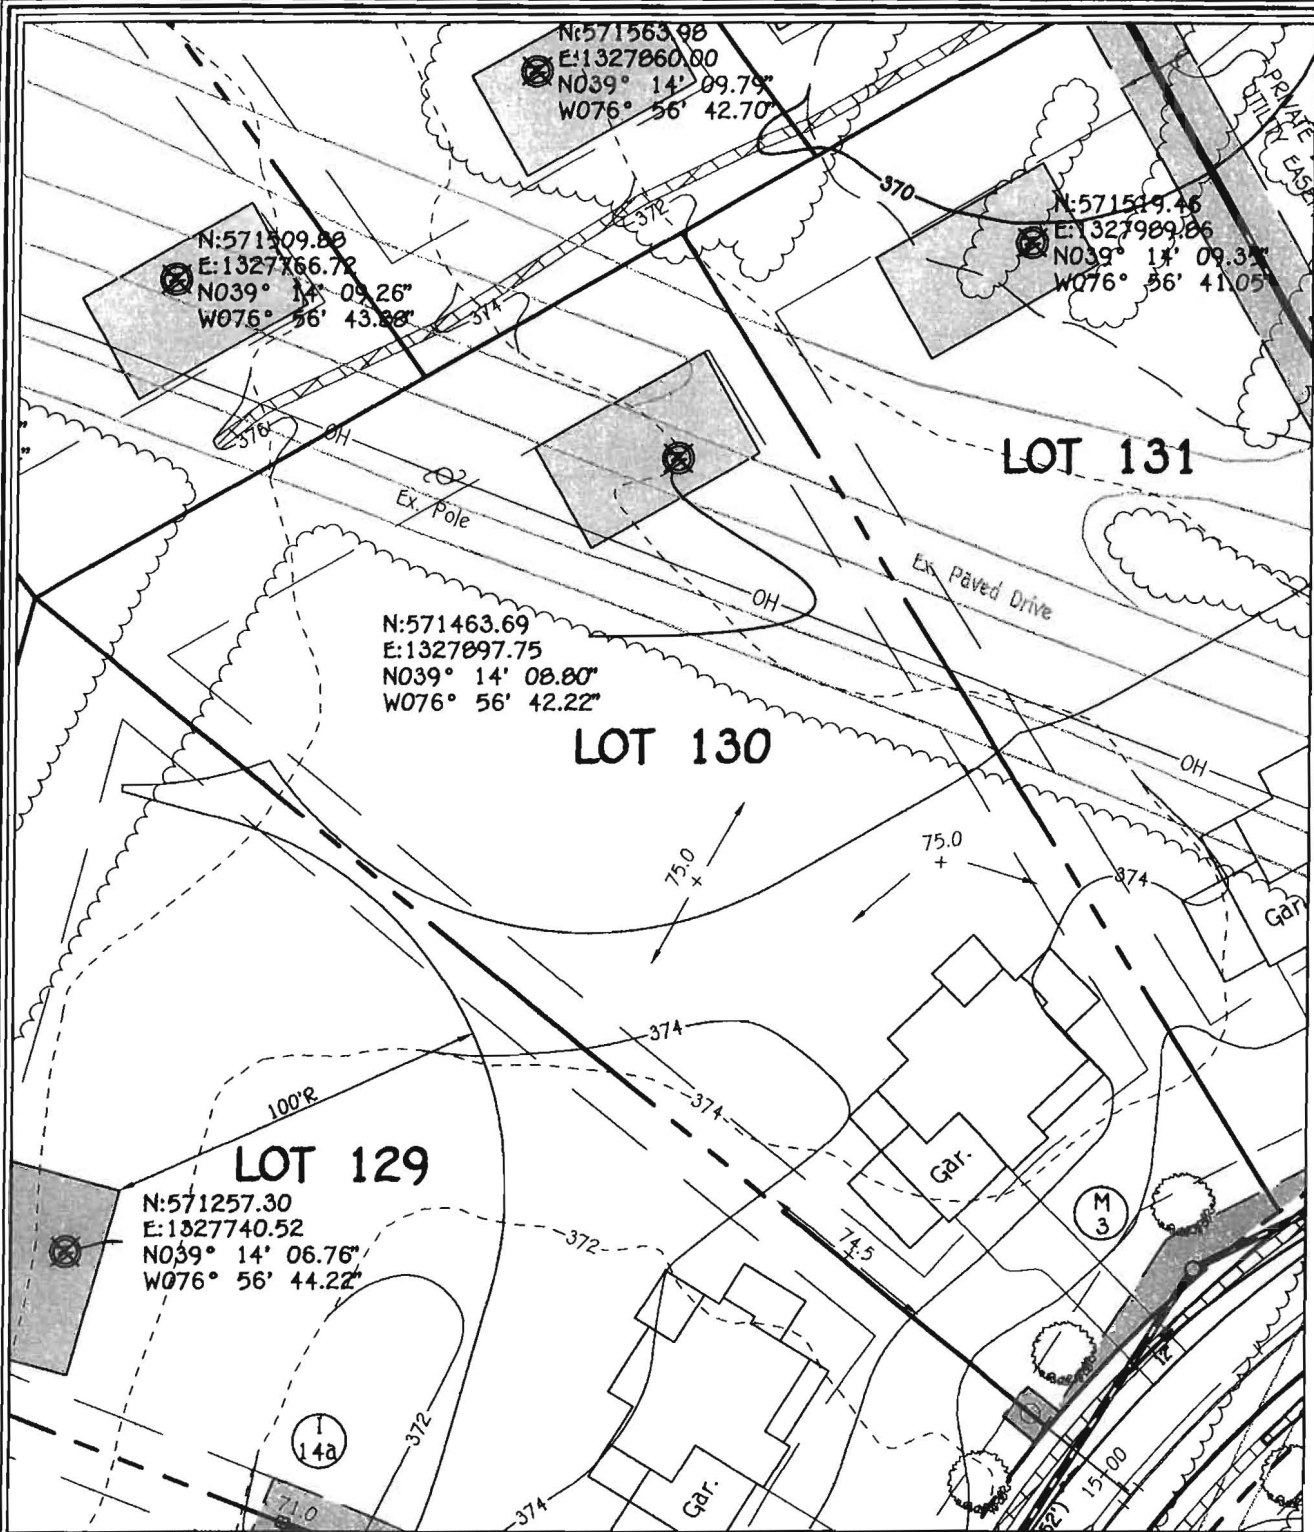 N:571563.98
E:1327860.00
N039° 14' 09.79"
W076° 56' 42.70"
PRIVATE
UTILITY EASE
370
372
N:571519.46
E:1327989.86
N039° 14' 09.35"
W076° 56' 41.05"
N:571509.88
E:1327766.72
N039° 14' 09.26"
W076° 56' 43.88"
374
376
OH
LOT 131
Ex. Pole
Ex. Paved Drive
OH
N:571463.69
E:1327897.75
N039° 14' 08.80"
W076° 56' 42.22"
LOT 130
OH
75.0
75.0
374
Gar.
374
374
100'R
LOT 129
Gar.
M
3
N:571257.30
E:1327740.52
N039° 14' 06.76"
W076° 56' 44.22"
372
74.5
12"
I
14a
372
15+00
71.0
374
Gar.
52')